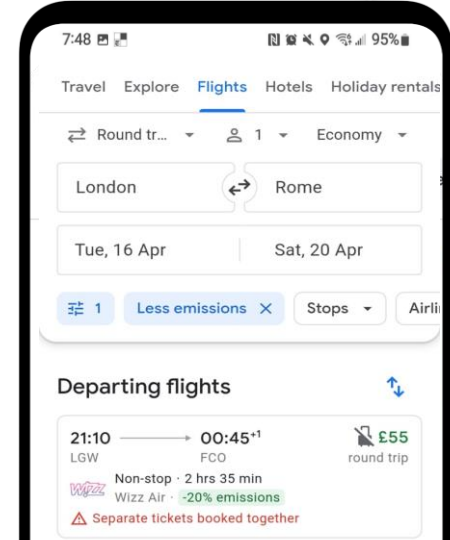 7:48 95%
Travel Explore Flights Hotels Holiday rentals
Round tr... 1 Economy
London Rome
Tue, 16 Apr Sat, 20 Apr
1 Less emissions X Stops Airli
Departing flights
21:10 00:45+1 £55
LGW FCO round trip
Non-stop · 2 hrs 35 min
Wizz Wizz Air · -20% emissions
Separate tickets booked together